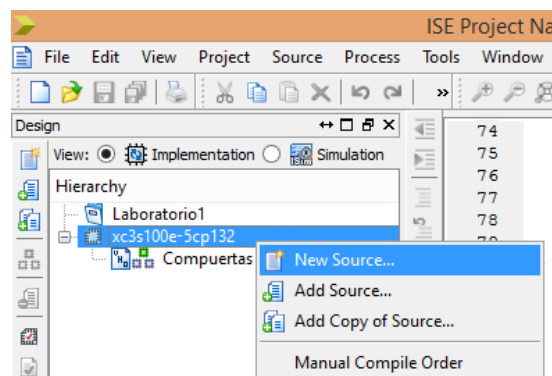 ISE Project Na
File Edit View Project Source Process Tools Window
»
Design
View: Implementation Simulation
Hierarchy
Laboratorio1
xc3s100e-5cp132
Compuertas
New Source...
Add Source...
Add Copy of Source...
Manual Compile Order
74
75
76
77
78